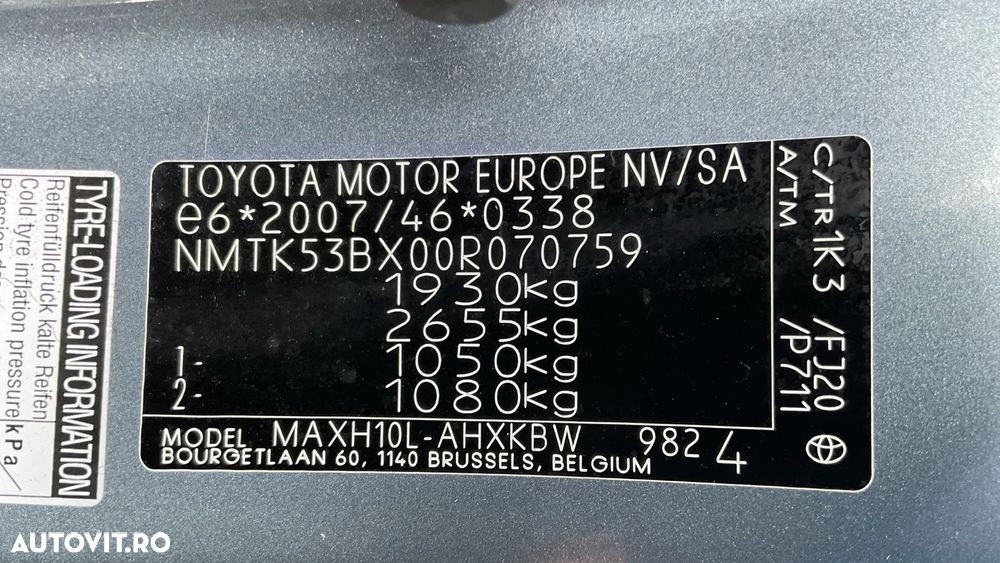 TOYOTA MOTOR EUROPE NV/SA
e6*2007/46*0338
NMTK53BX00R070759
1930kg
2655kg
1- 1050kg
2- 1080kg
MODEL MAXH10L-AHXKBW 982 4
BOURGETLAAN 60, 1140 BRUSSELS, BELGIUM
C/TR 1K3 /FJ20
A/TM /P711
TYRE-LOADING INFORMATION
Reifenfülldruck kalte Reifen
Cold tyre inflation pressure kPa/
AUTOVIT.RO